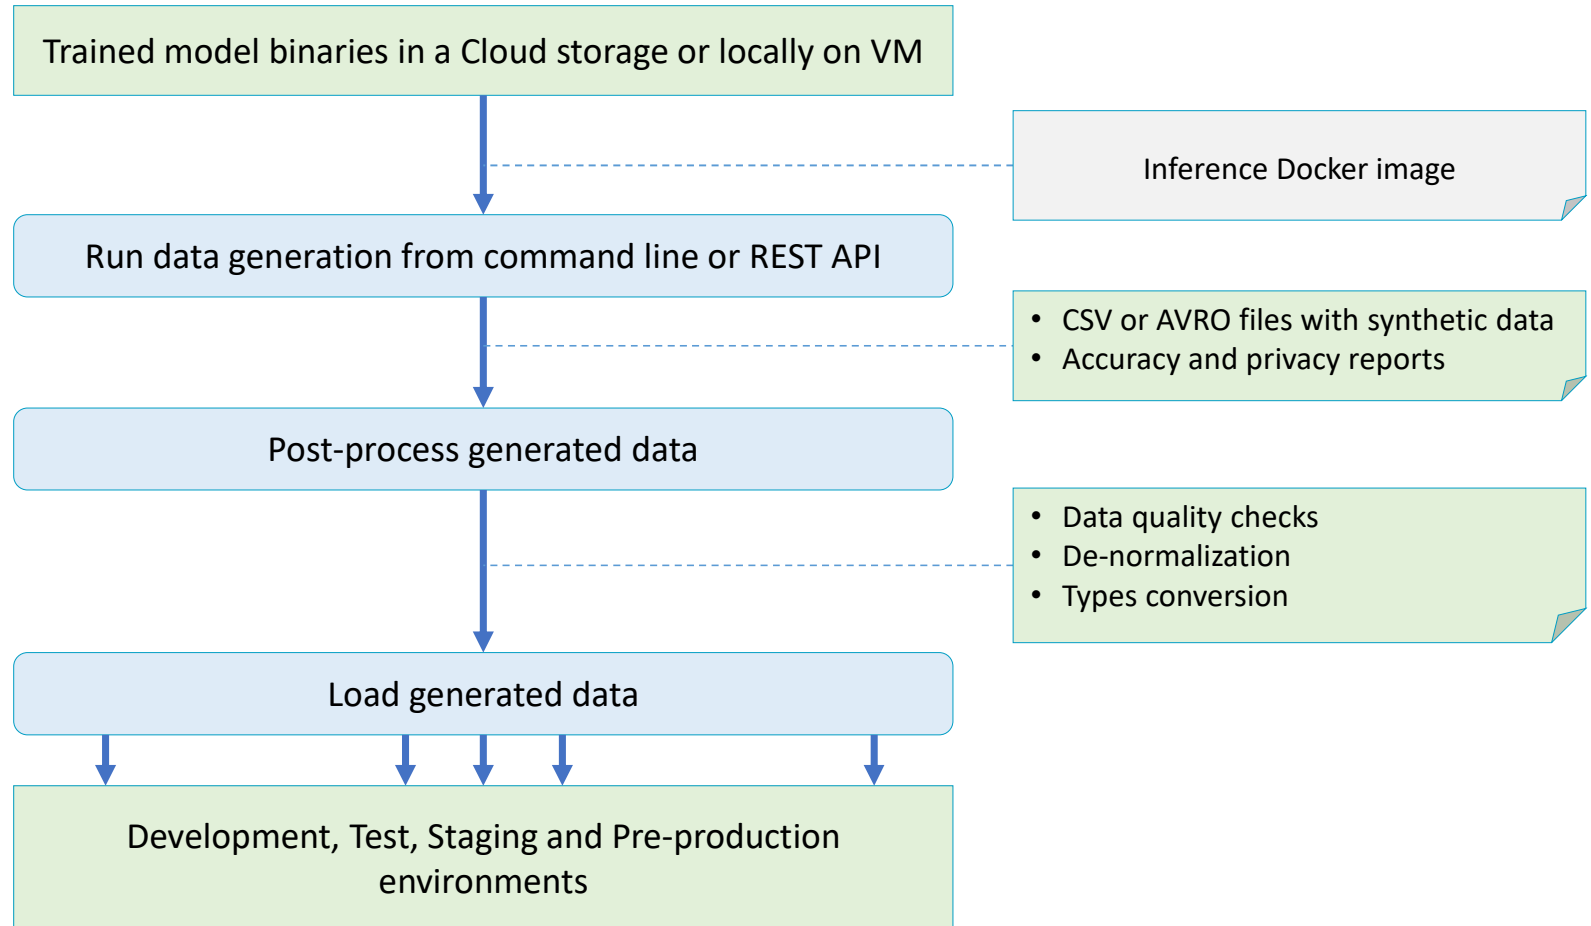 Trained model binaries in a Cloud storage or locally on VM
Inference Docker image
Run data generation from command line or REST API
• CSV or AVRO files with synthetic data
• Accuracy and privacy reports
Post-process generated data
• Data quality checks
• De-normalization
• Types conversion
Load generated data
Development, Test, Staging and Pre-production
environments